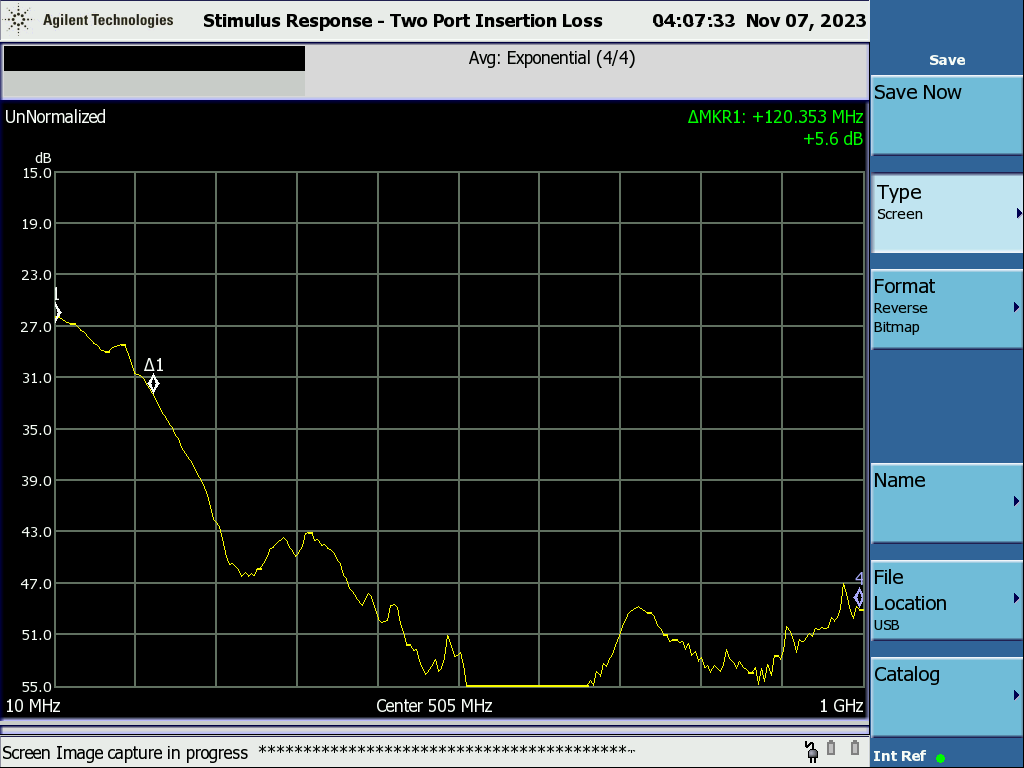 Agilent Technologies
Stimulus Response - Two Port Insertion Loss
04:07:33 Nov 07, 2023
Avg: Exponential (4/4)
UnNormalized
ΔMKR1: +120.353 MHz
+5.6 dB
dB
15.0
19.0
23.0
27.0
31.0
35.0
39.0
43.0
47.0
51.0
55.0
1
Δ1
4
10 MHz
Center 505 MHz
1 GHz
Screen Image capture in progress
Save
Save Now
Type
Screen
Format
Reverse
Bitmap
Name
File
Location
USB
Catalog
Int Ref